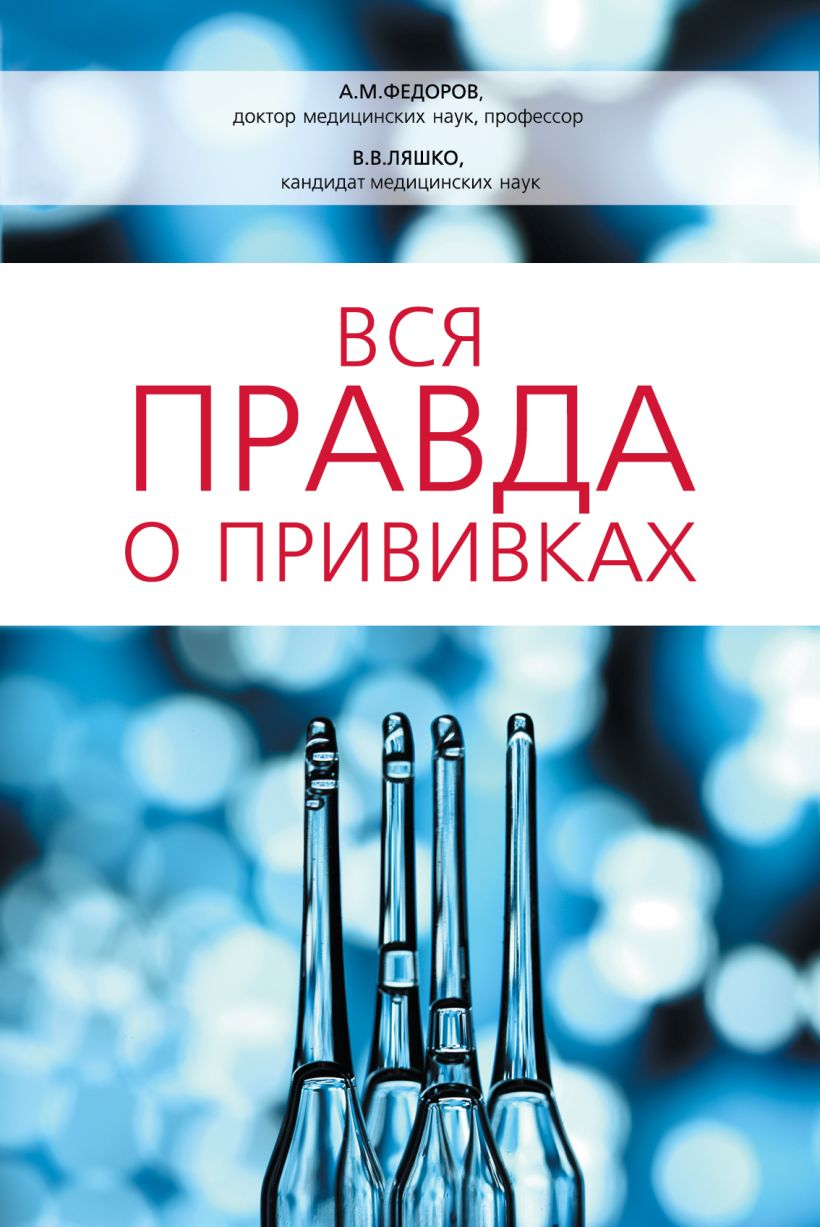 А.М.ФЕДОРОВ,
доктор медицинских наук, профессор
В.В.ЛЯШКО,
кандидат медицинских наук
ВСЯ
ПРАВДА
О ПРИВИВКАХ